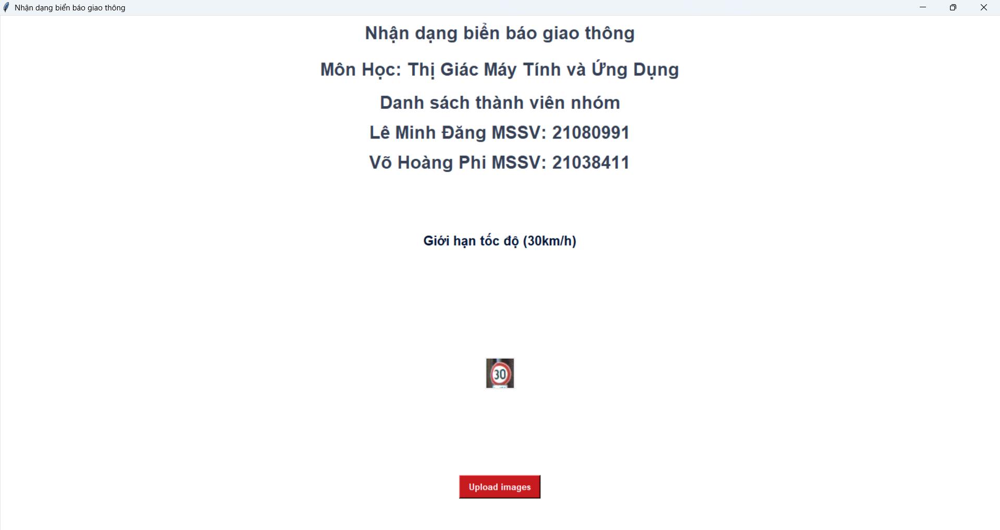 Nhận dạng biển báo giao thông
Nhận dạng biển báo giao thông
Môn Học: Thị Giác Máy Tính và Ứng Dụng
Danh sách thành viên nhóm
Lê Minh Đăng MSSV: 21080991
Võ Hoàng Phi MSSV: 21038411
Giới hạn tốc độ (30km/h)
30
Upload images